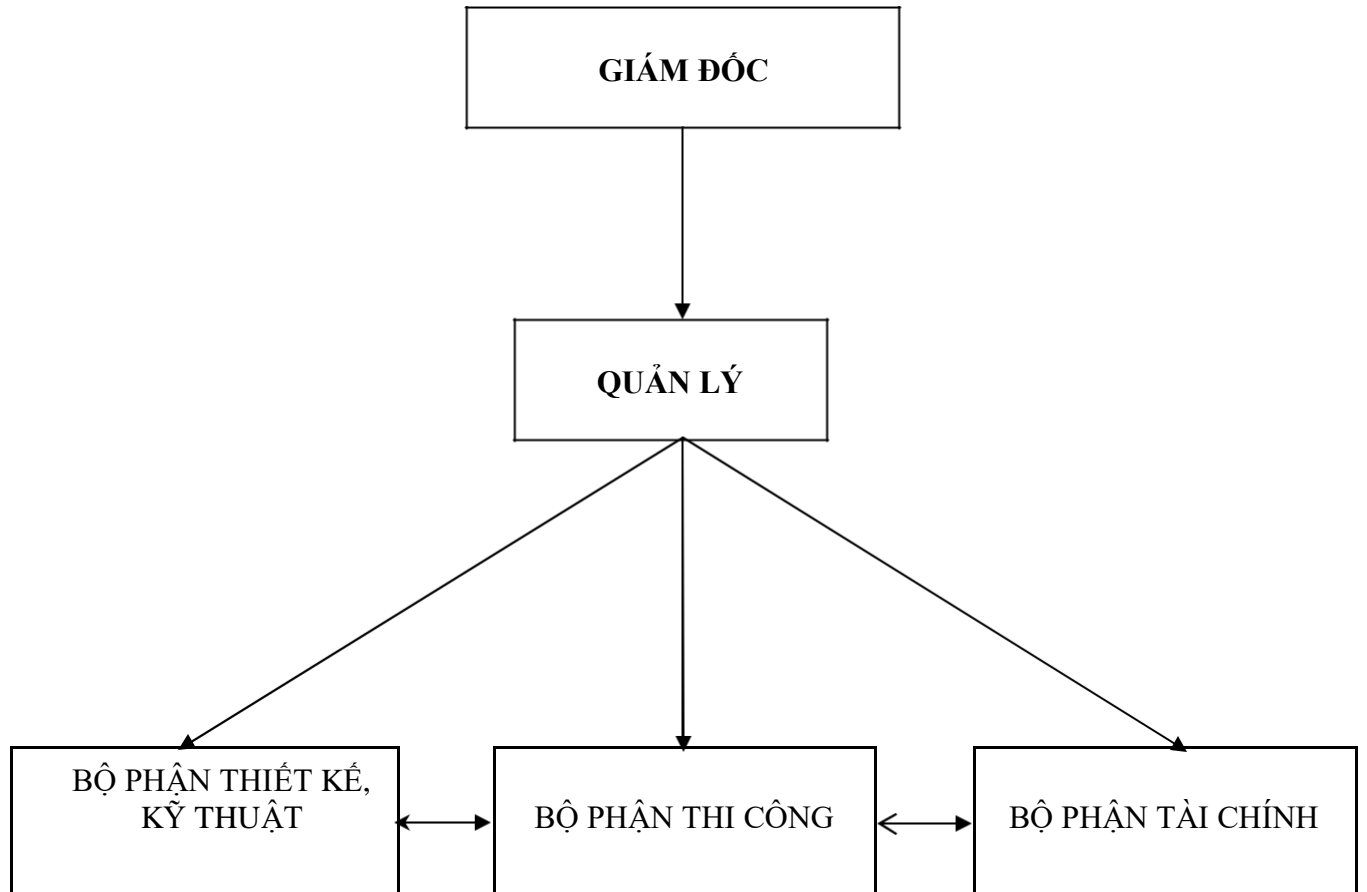 GIÁM ĐỐC
QUẢN LÝ
BỘ PHẬN THIẾT KẾ,
KỸ THUẬT
BỘ PHẬN THI CÔNG
BỘ PHẬN TÀI CHÍNH